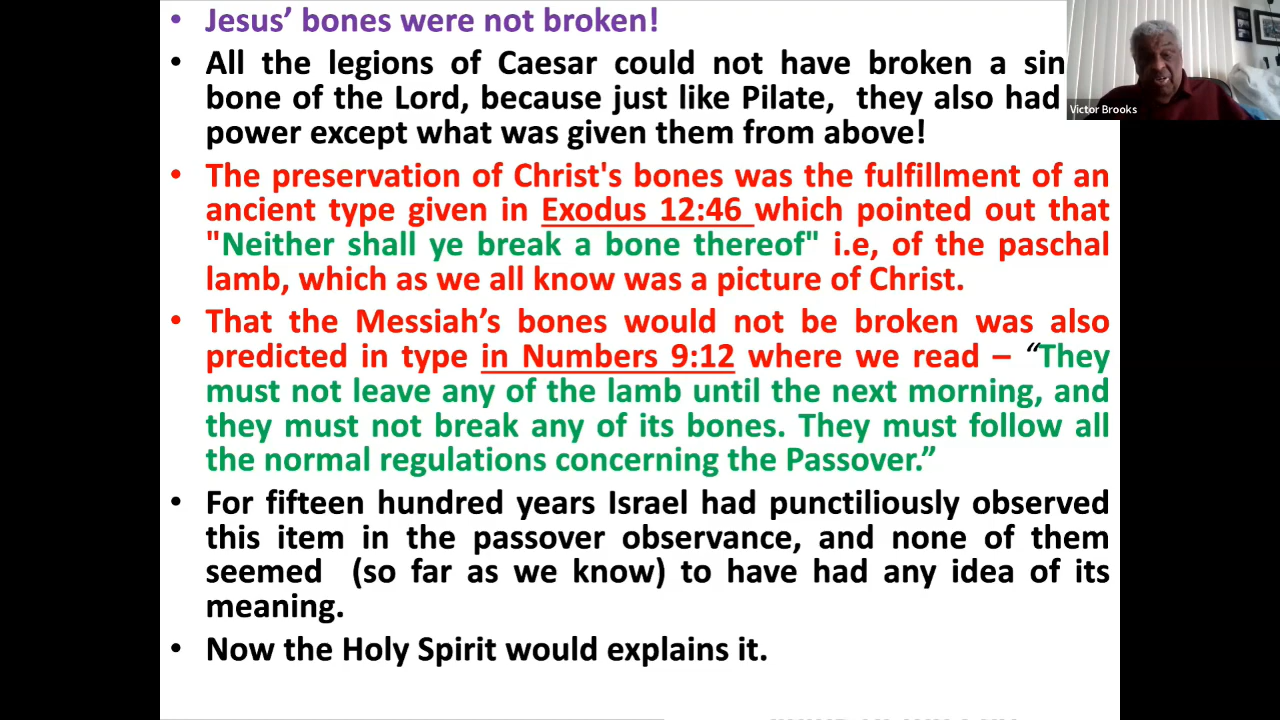 • Jesus’ bones were not broken!
• All the legions of Caesar could not have broken a sin
bone of the Lord, because just like Pilate, they also had
power except what was given them from above!
• The preservation of Christ's bones was the fulfillment of an
ancient type given in Exodus 12:46 which pointed out that
"Neither shall ye break a bone thereof" i.e, of the paschal
lamb, which as we all know was a picture of Christ.
• That the Messiah’s bones would not be broken was also
predicted in type in Numbers 9:12 where we read – “They
must not leave any of the lamb until the next morning, and
they must not break any of its bones. They must follow all
the normal regulations concerning the Passover.”
• For fifteen hundred years Israel had punctiliously observed
this item in the passover observance, and none of them
seemed (so far as we know) to have had any idea of its
meaning.
• Now the Holy Spirit would explains it.
Victor Brooks